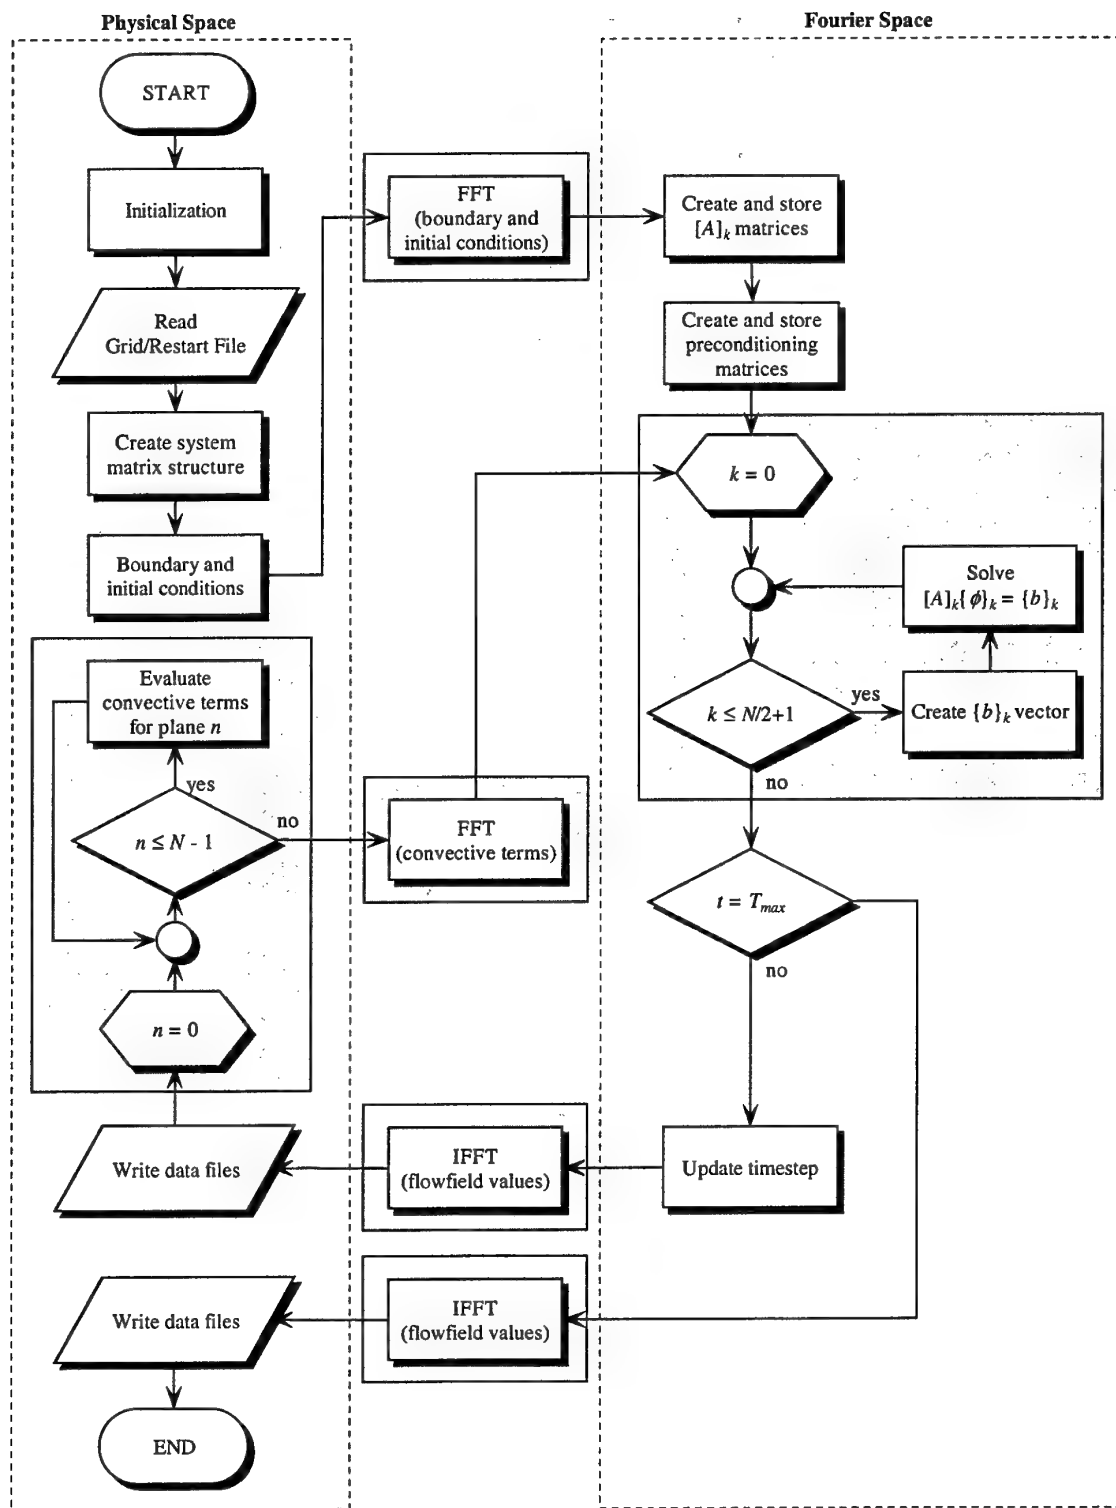 Physical Space
Fourier Space
START
Initialization
Read
Grid/Restart File
Create system
matrix structure
Boundary and
initial conditions
FFT
(boundary and
initial conditions)
Create and store
[A]k matrices
Create and store
preconditioning
matrices
k = 0
Solve
[A]k{ϕ}k = {b}k
k ≤ N/2+1
yes
Create {b}k vector
no
Evaluate
convective terms
for plane n
yes
n ≤ N - 1
no
FFT
(convective terms)
n = 0
t = Tmax
no
Update timestep
IFFT
(flowfield values)
Write data files
IFFT
(flowfield values)
Write data files
END